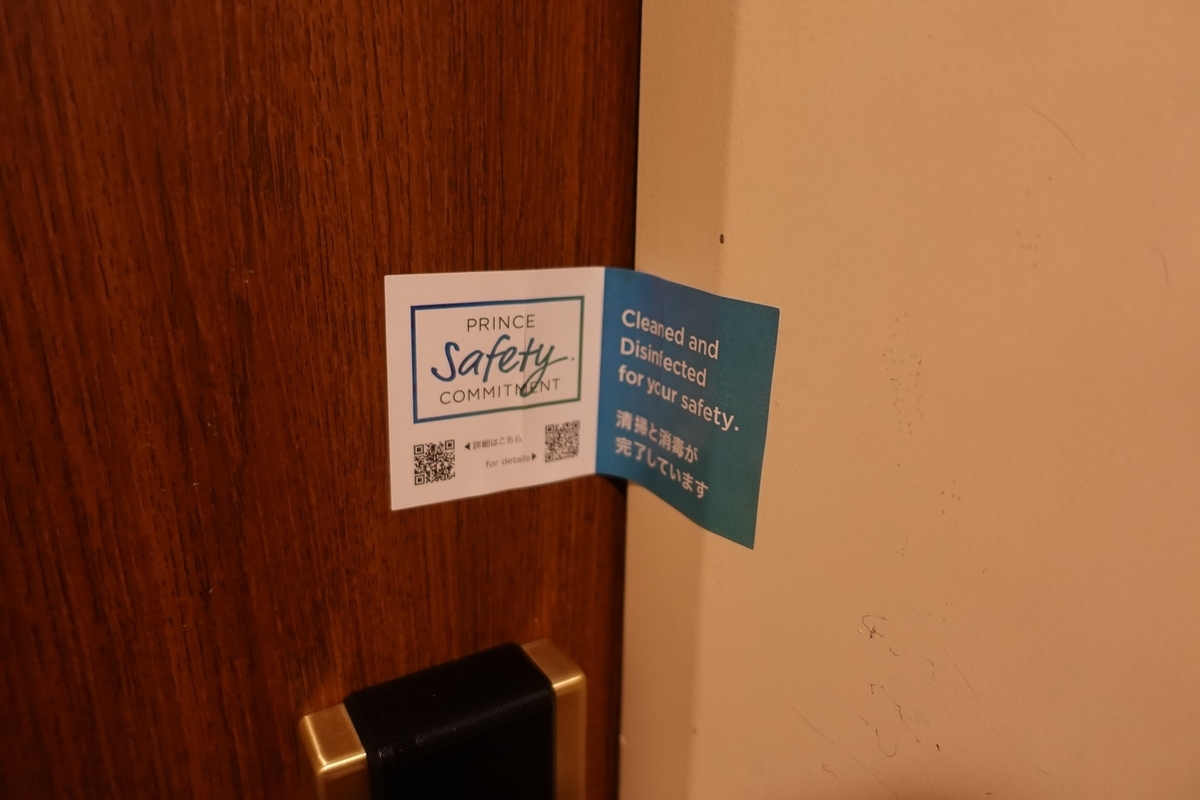 PRINCE
Safety
COMMITMENT
◀詳細はこちら
for details▶
Cleaned and
Disinfected
for your safety.
清掃と消毒が
完了しています